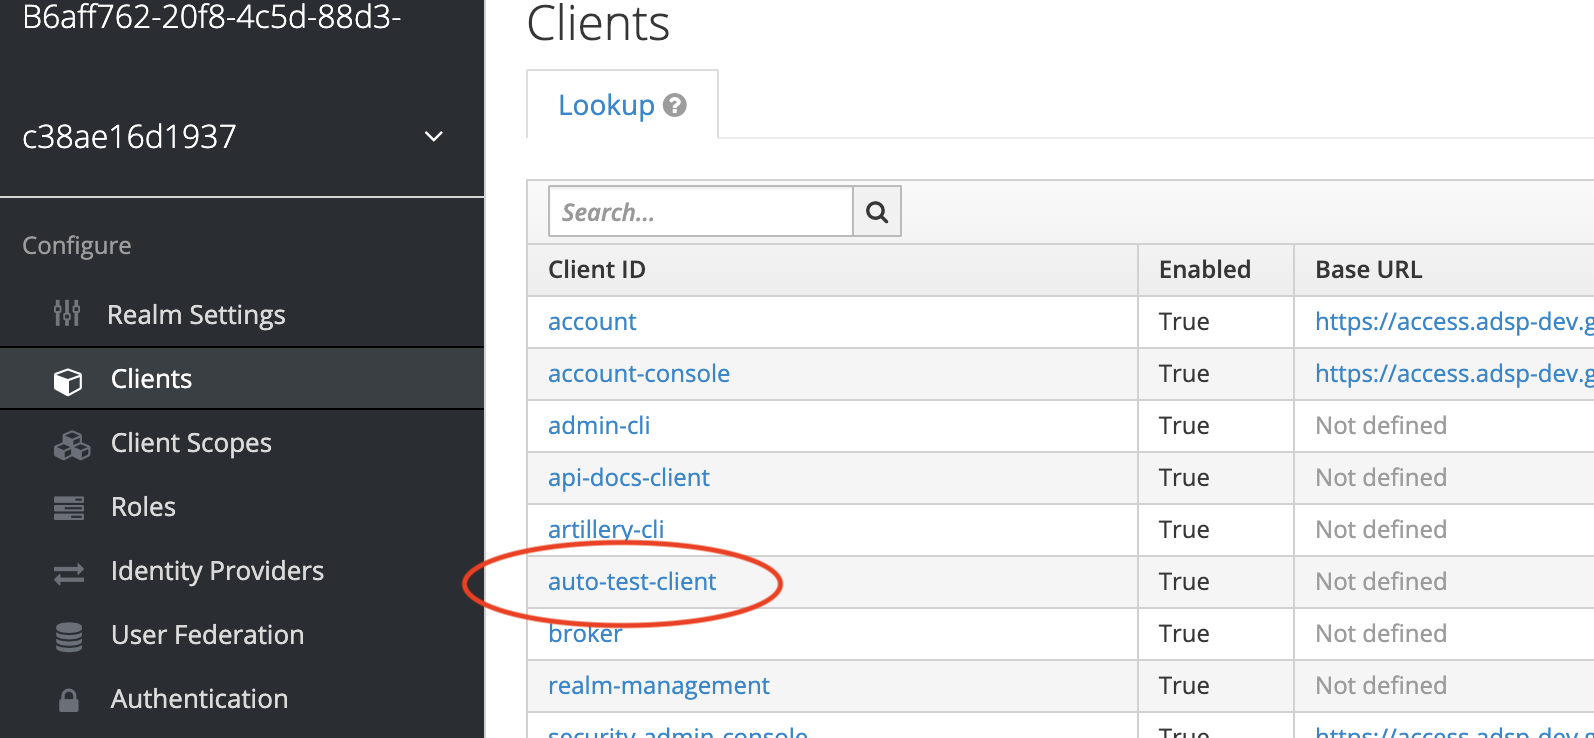 B6aff762-20f8-4c5d-88d3-
c38ae16d1937
Configure
Realm Settings
Clients
Client Scopes
Roles
Identity Providers
User Federation
Authentication
Clients
Lookup ?
Search...
Client ID Enabled Base URL
account True https://access.adsp-dev.g
account-console True https://access.adsp-dev.g
admin-cli True Not defined
api-docs-client True Not defined
artillery-cli True Not defined
auto-test-client True Not defined
broker True Not defined
realm-management True Not defined
security-admin-console True https://access.adsp-dev.g